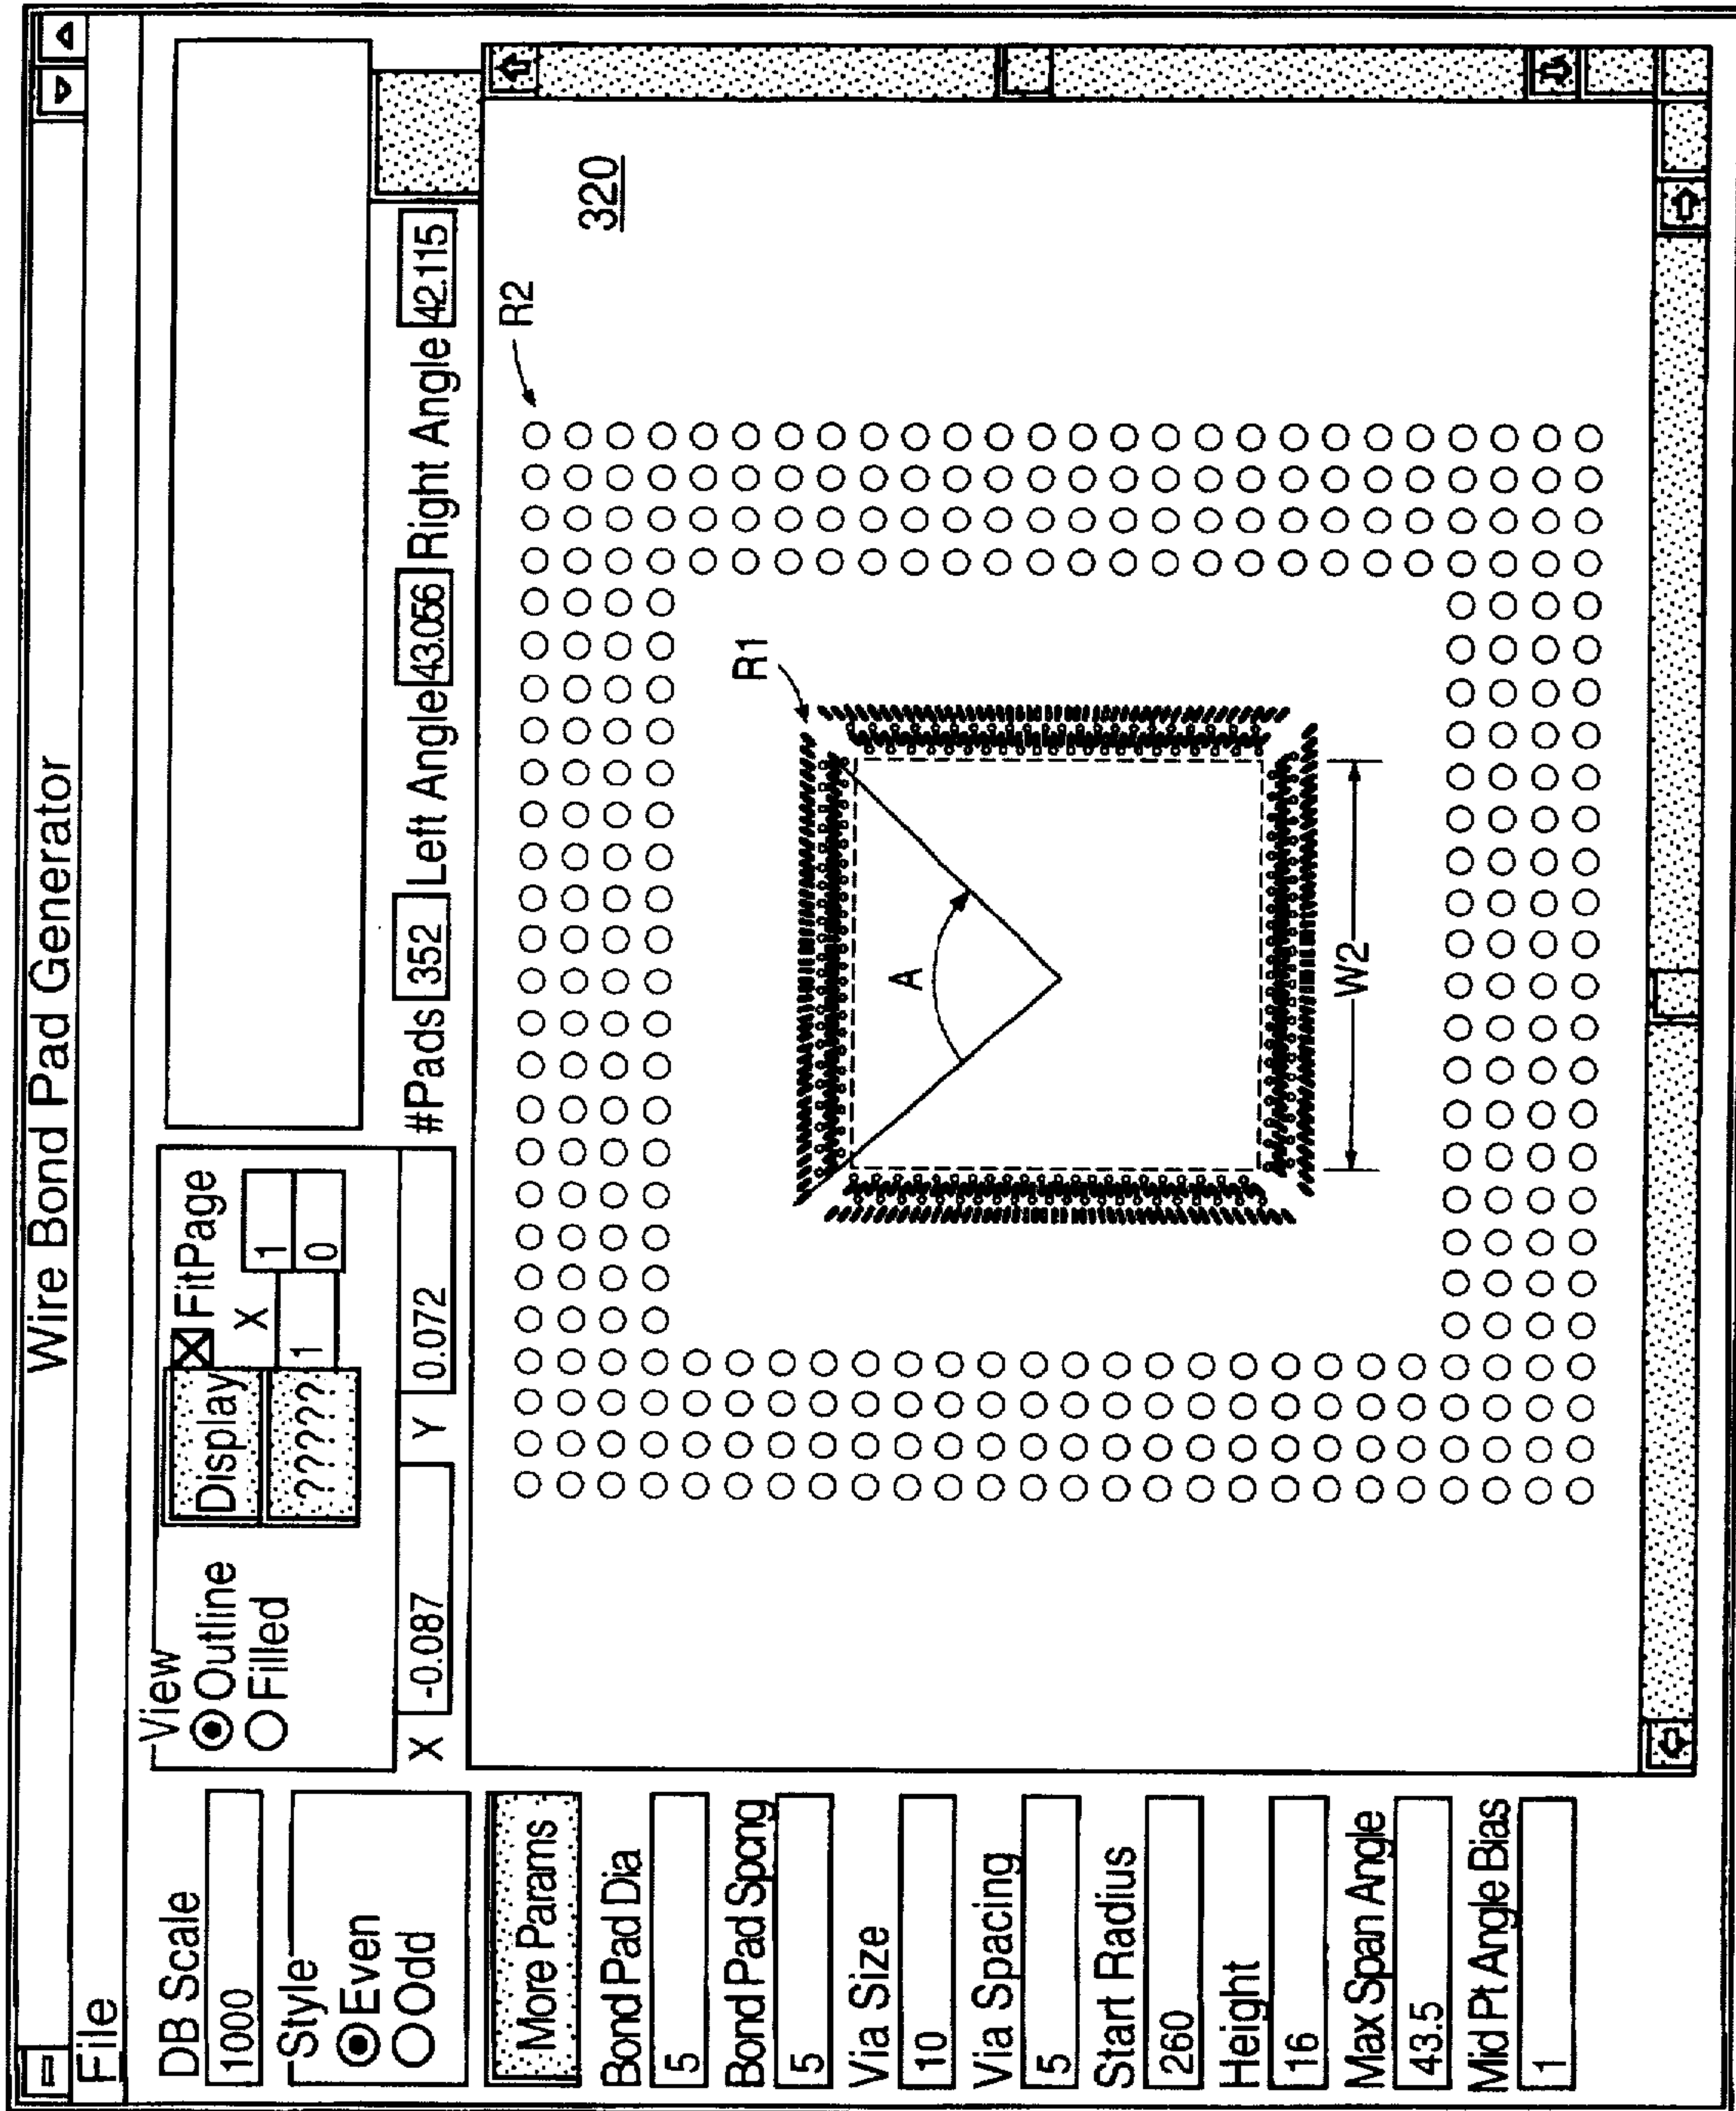 Wire Bond Pad Generator
File
DB Scale
1000
Style
Even
Odd
More Params
Bond Pad Dia
5
Bond Pad Spcng
5
Via Size
10
Via Spacing
5
Start Radius
260
Height
16
Max Span Angle
43.5
Mid Pt Angle Bias
1
View
Outline
Filled
Display
??????
FitPage
X
1
1
0
X -0.087 Y 0.072
#Pads 352 Left Angle 43.056 Right Angle 42.115
R2
320
R1
A
W2